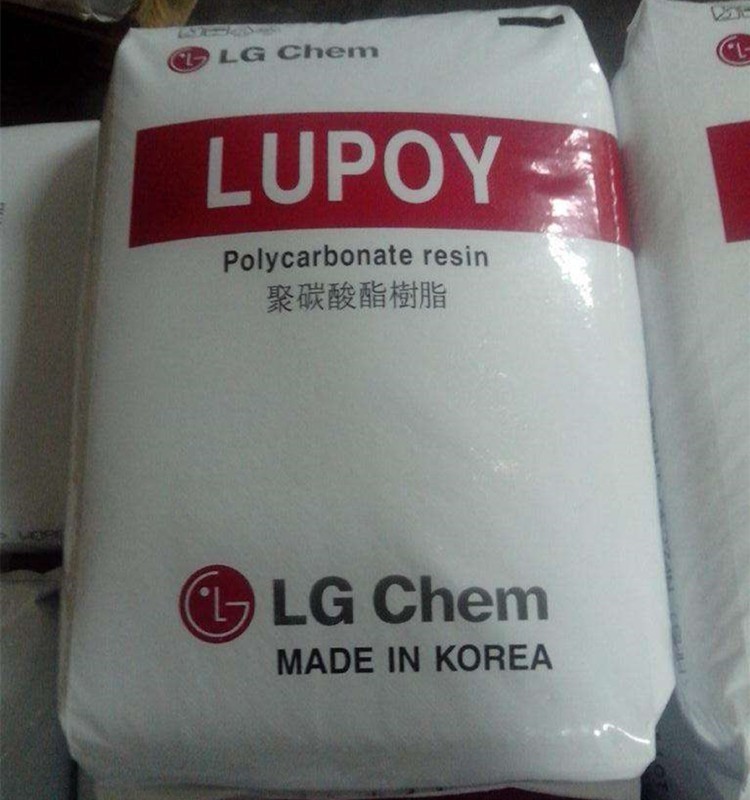 LG Chem
LUPOY
Polycarbonate resin
聚碳酸酯樹脂
LG Chem
MADE IN KOREA